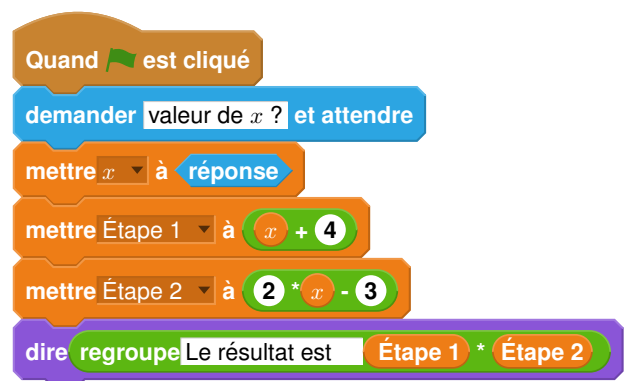 Quand est cliqué
demander valeur de x ? et attendre
mettre x à réponse
mettre Étape 1 à x + 4
mettre Étape 2 à 2 * x - 3
dire regroupe Le résultat est Étape 1 * Étape 2